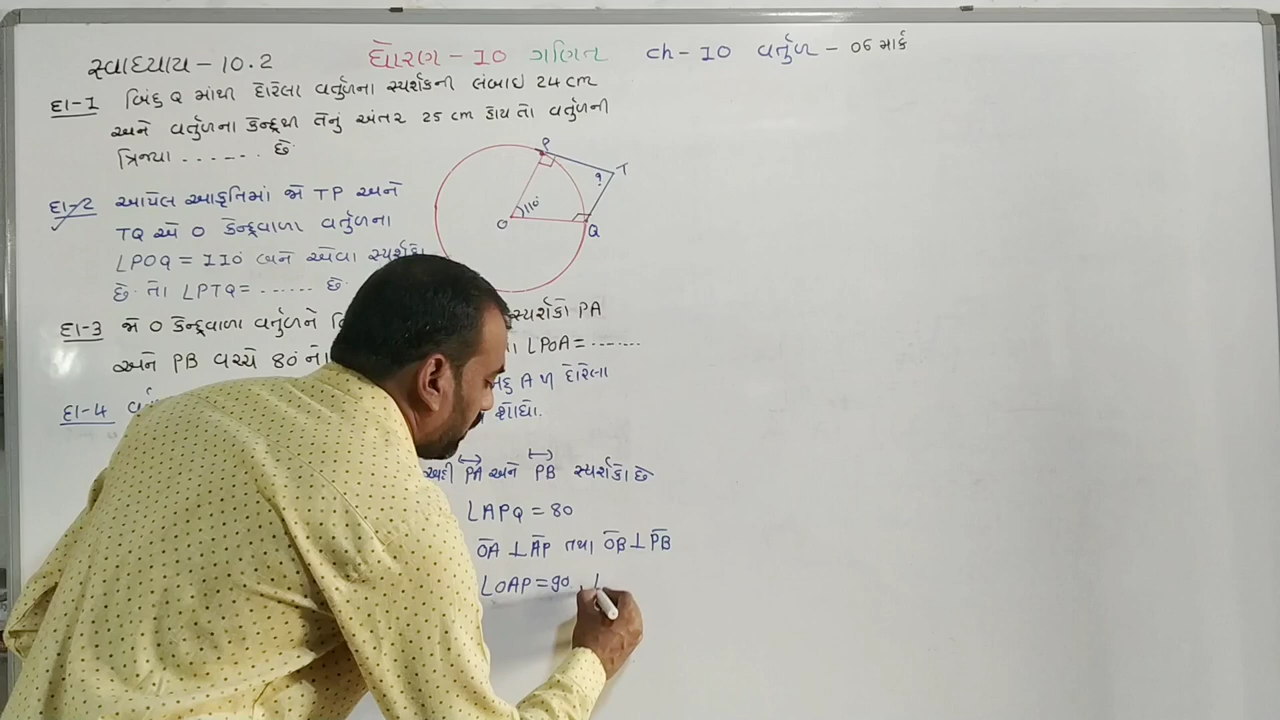 સ્વાધ્યાય - 10.2
ધોરણ - 10 ગણિત ch - 10 વર્તુળ - 06 માર્ક
દા-1 બિંદુ Q માંથી દોરેલા વર્તુળના સ્પર્શકની લંબાઇ 24 cm
અને વર્તુળના કેન્દ્રથી તેનું અંતર 25 cm હોય તો વર્તુળની
ત્રિજ્યા ...... છે.
દા-2 આપેલ આકૃતિમાં જો TP અને
TQ એ O કેન્દ્રવાળા વર્તુળના
∠POQ = 110° બને એવા સ્પર્શકો
છે. તો ∠PTQ = ...... છે.
P
T
?
110°
O
Q
દા-3 જો O કેન્દ્રવાળા વર્તુળને સ્પર્શકો PA
અને PB વચ્ચે 80° નો ∠POA = .......
દા-4 A પર દોરેલા
શોધો.
અહીં PA અને PB સ્પર્શકો છે
∠APQ = 80
OA ⊥ AP તથા OB ⊥ PB
∠OAP = 90, ∠